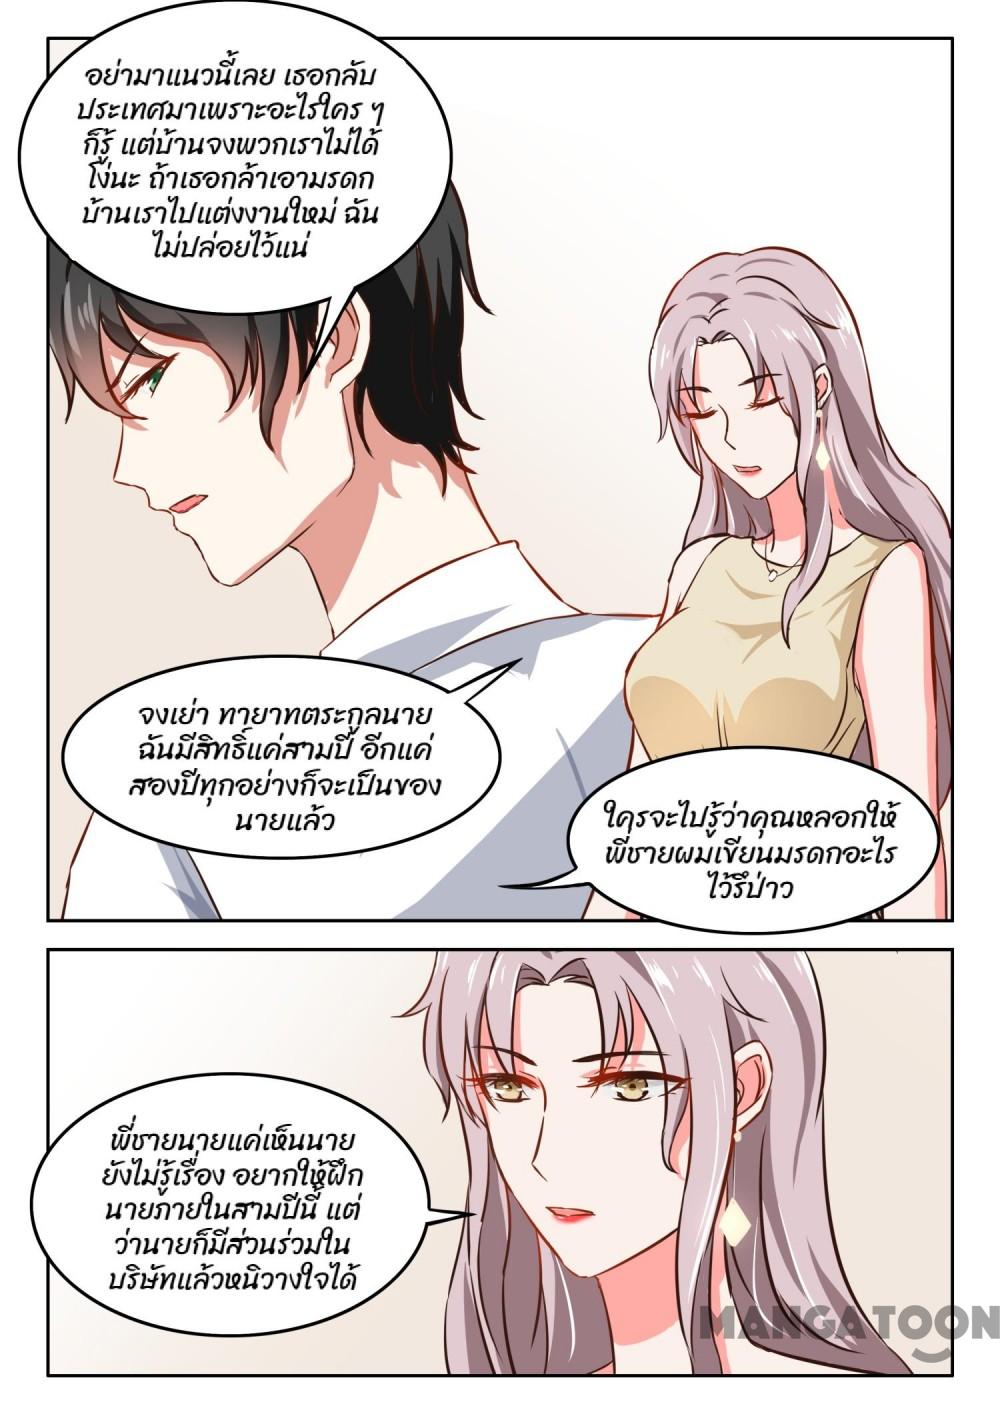 อย่ามาแนวนี้เลย เธอกลับ
ประเทศมาเพราะอะไรใคร ๆ
ก็รู้ แต่บ้านจงพวกเราไม่ได้
โง่นะ ถ้าเธอกล้าเอามรดก
บ้านเราไปแต่งงานใหม่ ฉัน
ไม่ปล่อยไว้แน่
จงเย่า ทายาทตระกูลนาย
ฉันมีสิทธิ์แค่สามปี อีกแค่
สองปีทุกอย่างก็จะเป็นของ
นายแล้ว
ใครจะไปรู้ว่าคุณหลอกให้
พี่ชายผมเขียนมรดกอะไร
ไว้รึป่าว
พี่ชายนายแค่เห็นนาย
ยังไม่รู้เรื่อง อยากให้ฝึก
นายภายในสามปีนี้ แต่
ว่านายก็มีส่วนร่วมใน
บริษัทแล้วหนิวางใจได้
MANGATOON